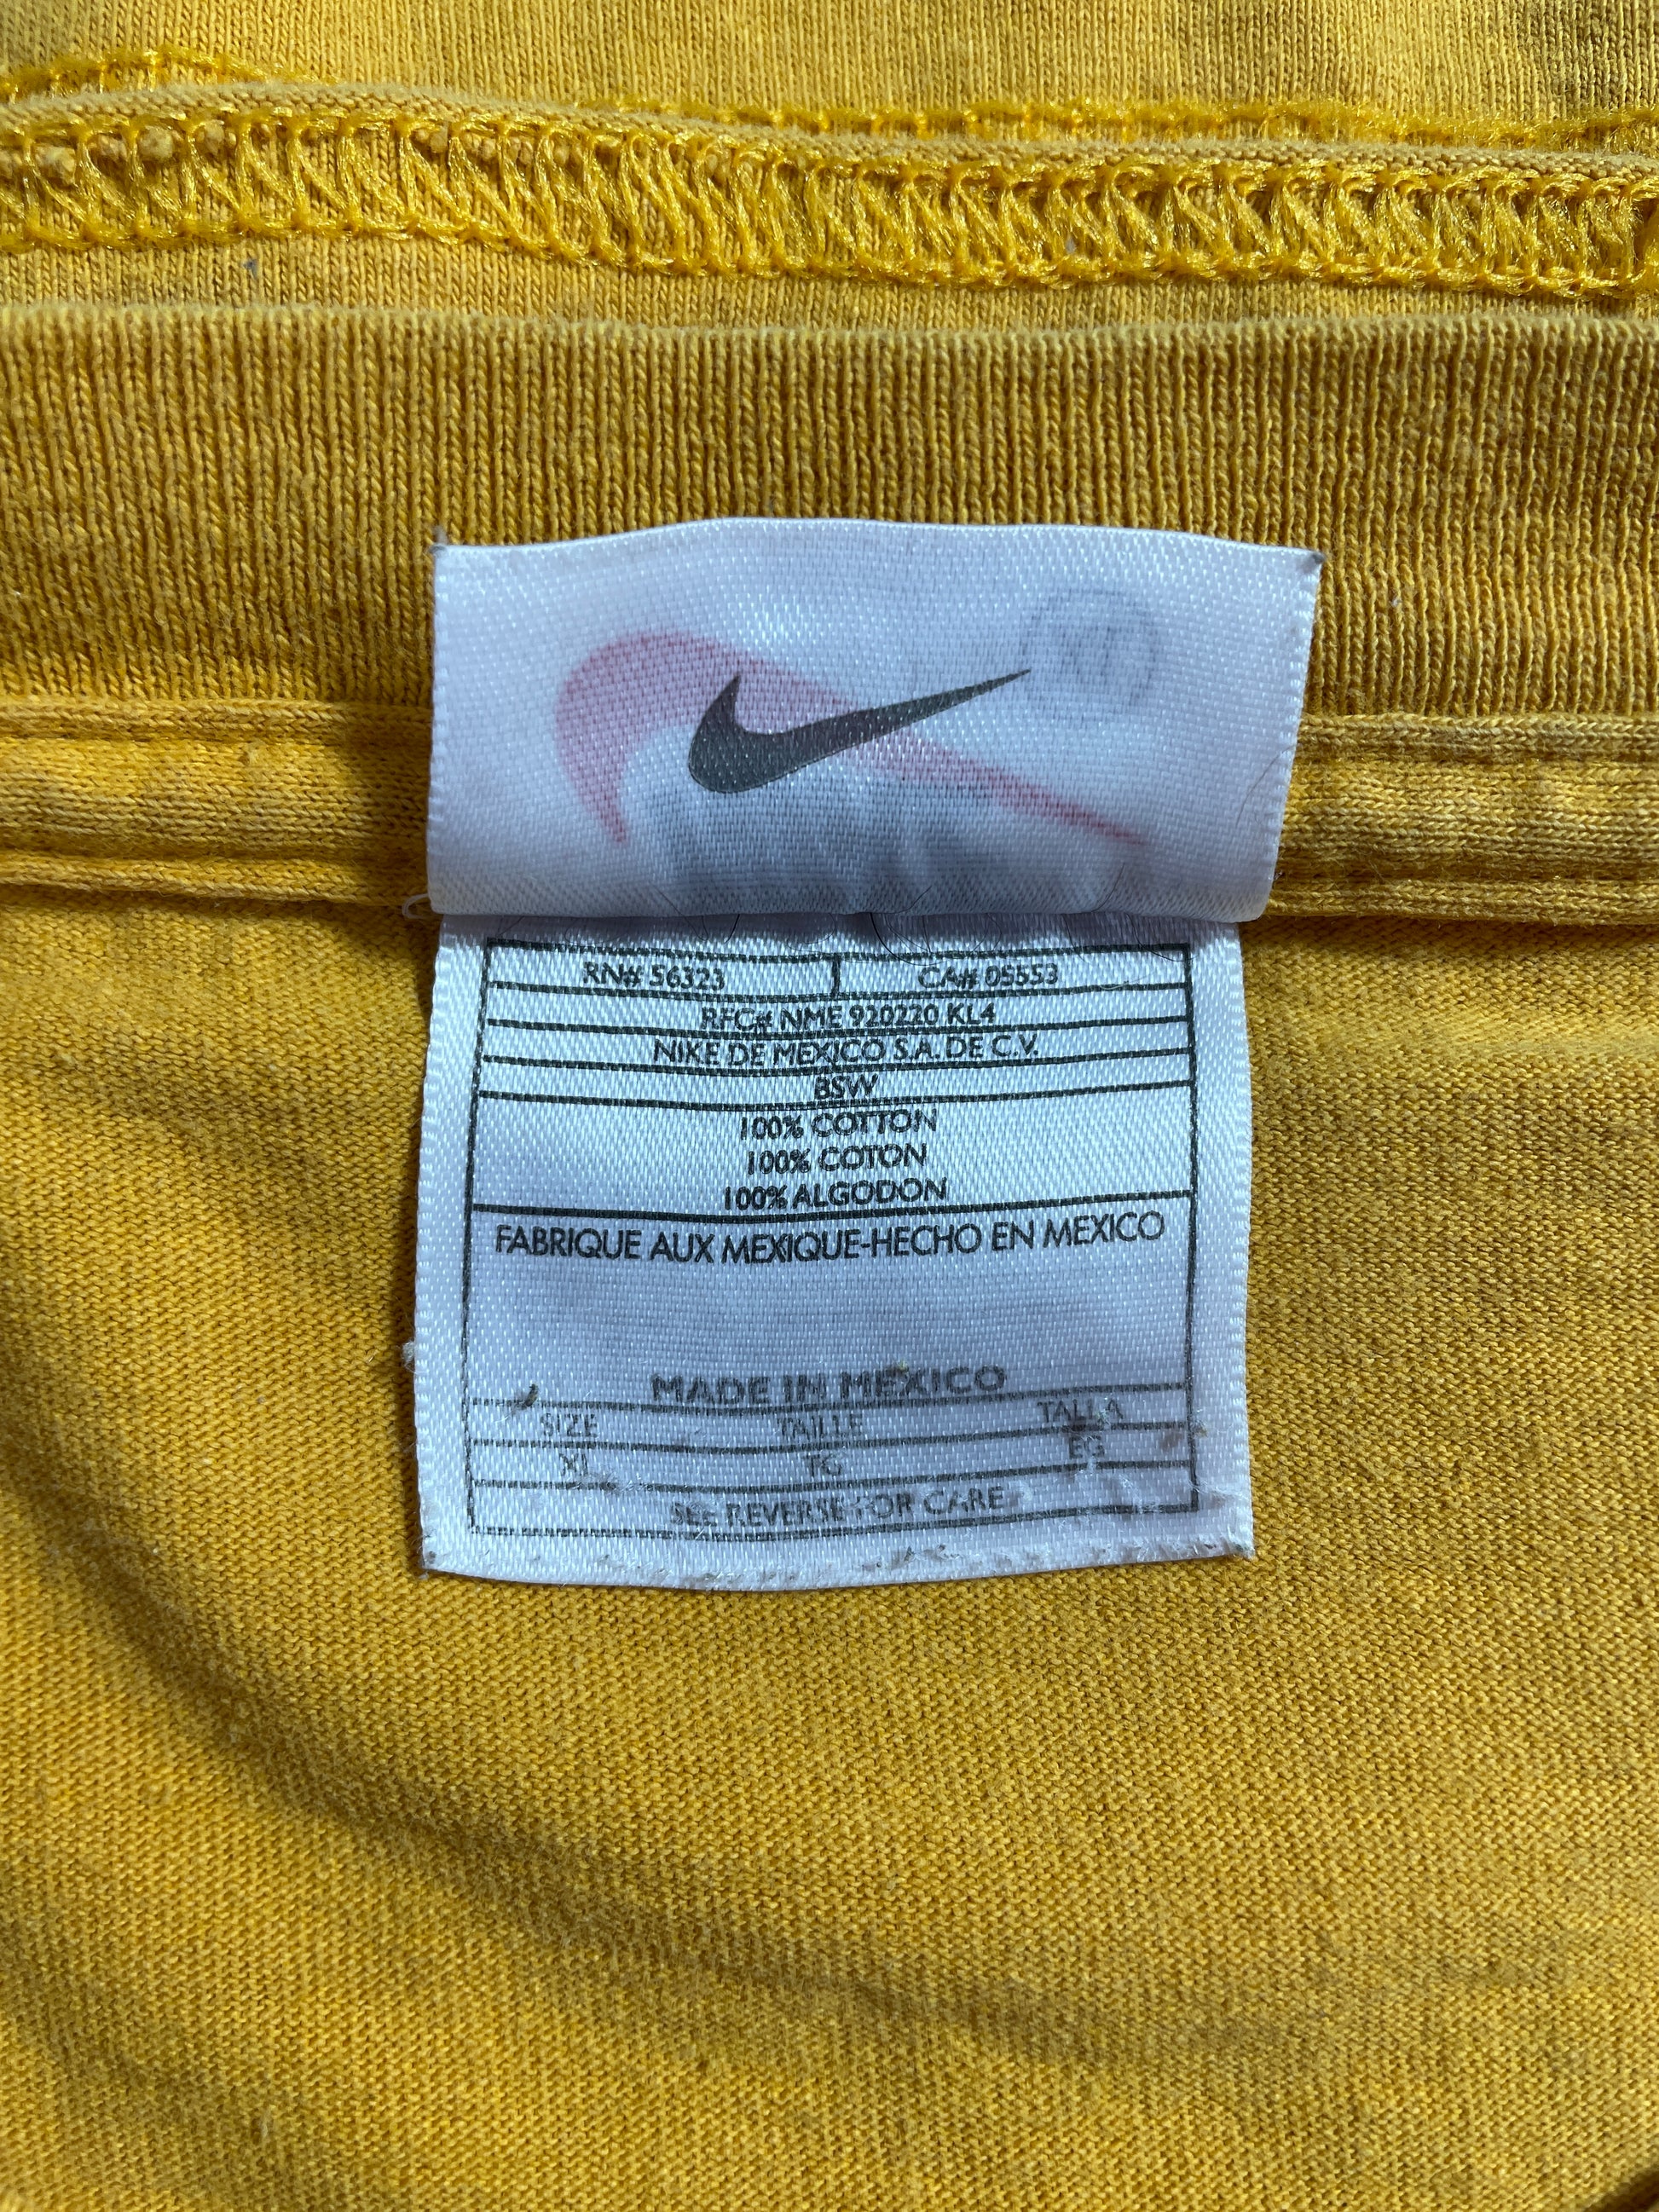 RN# 56323 CA# 05553
RFC# NME 920220 KL4
NIKE DE MEXICO S.A. DE C.V.
BSW
100% COTTON
100% COTON
100% ALGODON
FABRIQUE AUX MEXIQUE-HECHO EN MEXICO
MADE IN MEXICO
SIZE TAILLE TALLA
XL TG EG
SEE REVERSE FOR CARE